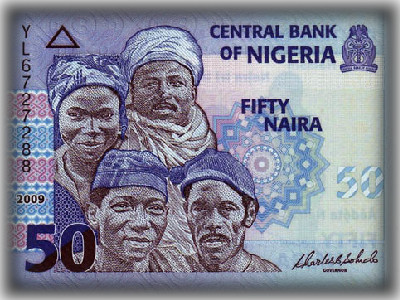 CENTRAL BANK
OF NIGERIA
YL6727288
FIFTY
NAIRA
2009
50
50